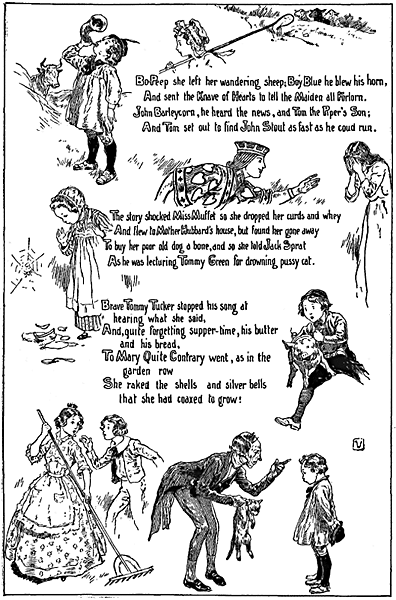 Bo-Peep she left her wandering sheep; Boy Blue he blew his horn,
And sent the Knave of Hearts to tell the Maiden all Forlorn.
John Barleycorn, he heard the news, and Tom the Piper's Son;
And Tom set out to find John Stout as fast as he coud run.
The story shocked Miss Muffet so she dropped her curds and whey
And flew to Mother Hubbard's house, but found her gone away
To buy her poor old dog a bone, and so she told Jack Sprat
As he was lecturing Tommy Green for drowning pussy cat.
Brave Tommy Tucker stopped his song at
hearing what she said,
And, quite forgetting supper-time, his butter
and his bread,
To Mary Quite Contrary went, as in the
garden row
She raked the shells and silver bells
that she had coaxed to grow!